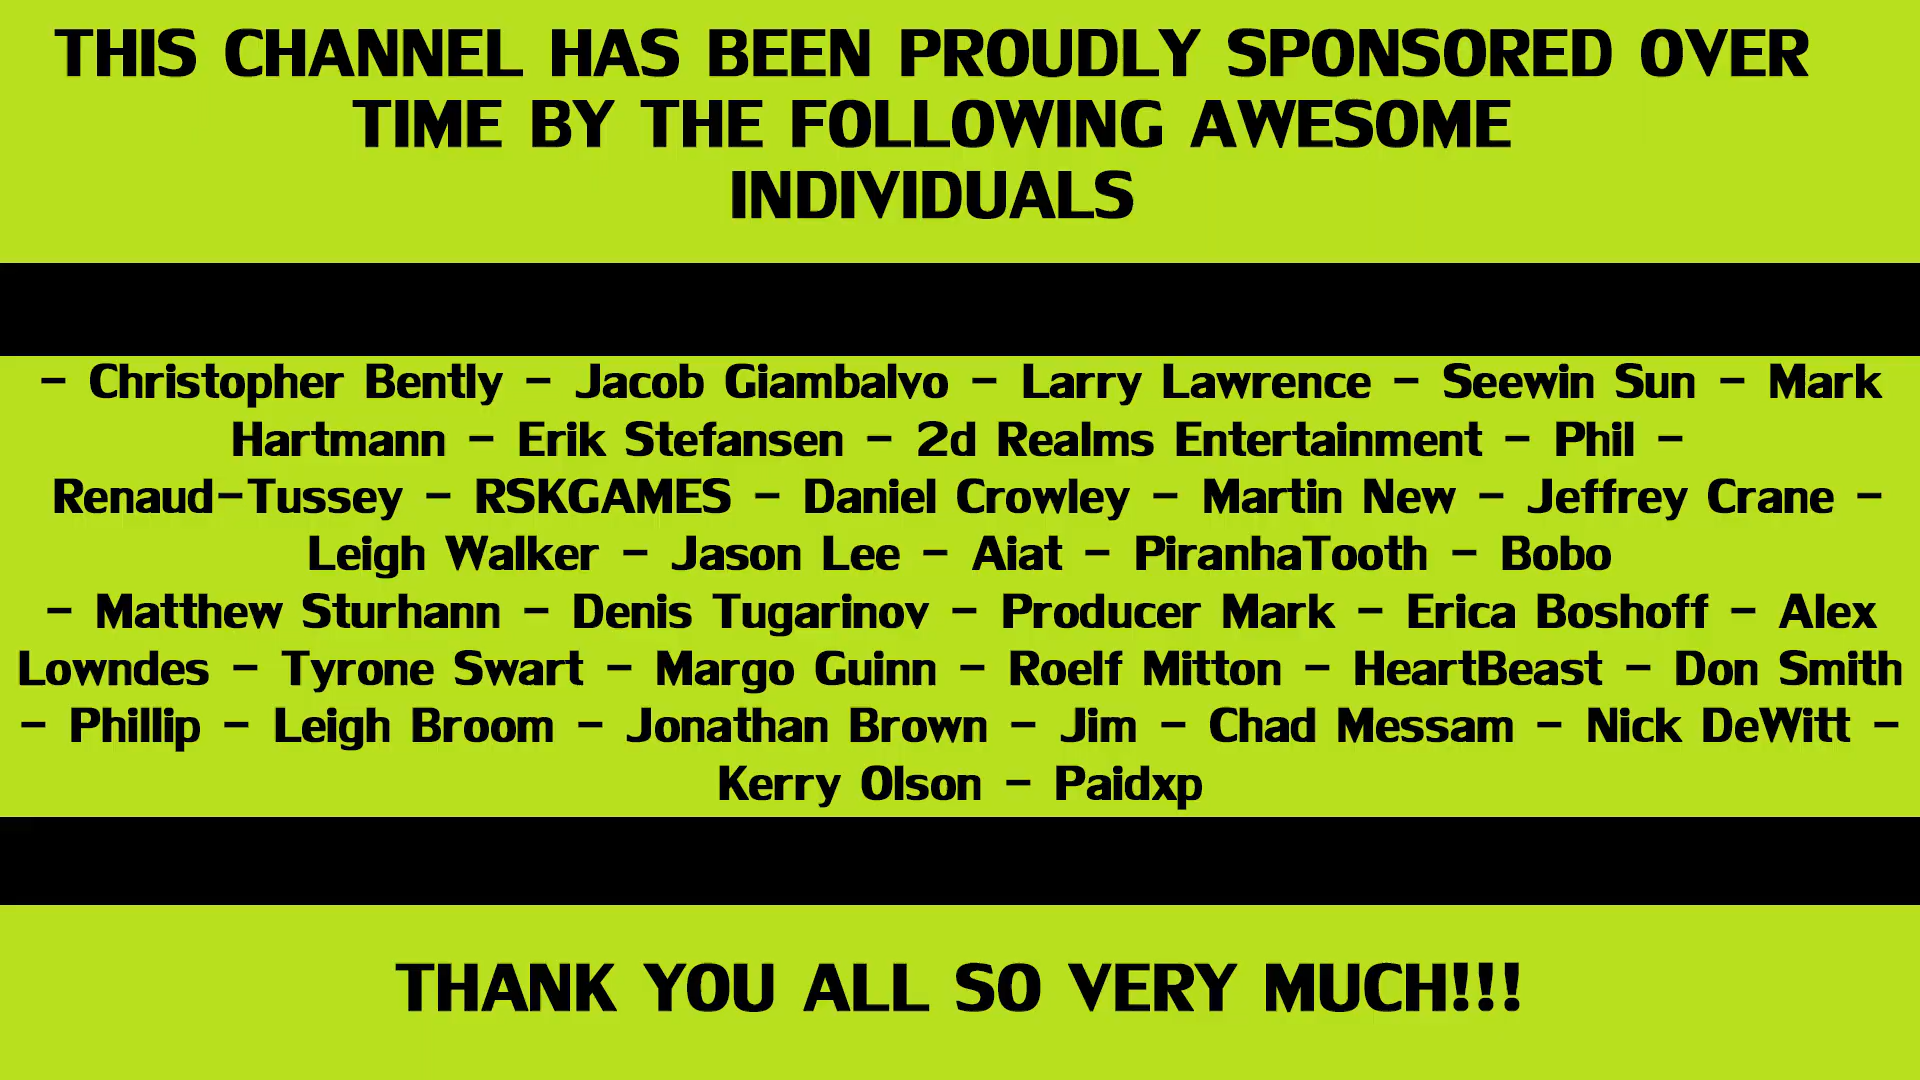 THIS CHANNEL HAS BEEN PROUDLY SPONSORED OVER
TIME BY THE FOLLOWING AWESOME
INDIVIDUALS
- Christopher Bently - Jacob Giambalvo - Larry Lawrence - Seewin Sun - Mark
Hartmann - Erik Stefansen - 2d Realms Entertainment - Phil -
Renaud-Tussey - RSKGAMES - Daniel Crowley - Martin New - Jeffrey Crane -
Leigh Walker - Jason Lee - Aiat - PiranhaTooth - Bobo
- Matthew Sturhann - Denis Tugarinov - Producer Mark - Erica Boshoff - Alex
Lowndes - Tyrone Swart - Margo Guinn - Roelf Mitton - HeartBeast - Don Smith
- Phillip - Leigh Broom - Jonathan Brown - Jim - Chad Messam - Nick DeWitt -
Kerry Olson - Paidxp
THANK YOU ALL SO VERY MUCH!!!